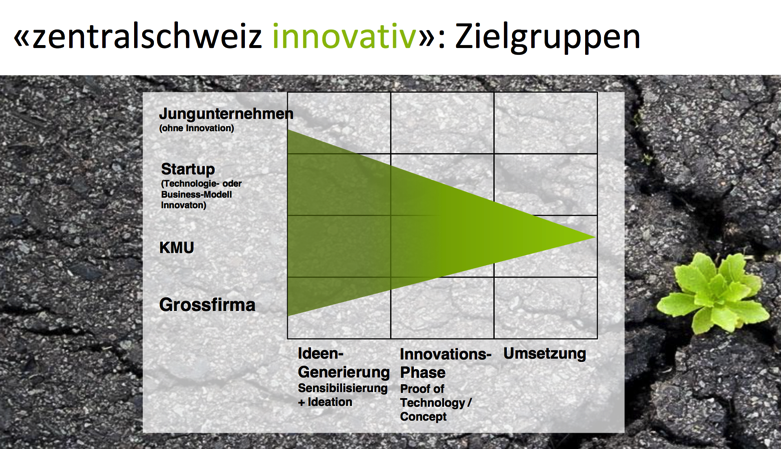 «zentralschweiz innovativ»: Zielgruppen
Jungunternehmen
(ohne Innovation)
Startup
(Technologie- oder
Business-Modell
Innovaton)
KMU
Grossfirma
Ideen-
Generierung
Sensibilisierung
+ Ideation
Innovations-
Phase
Proof of
Technology /
Concept
Umsetzung